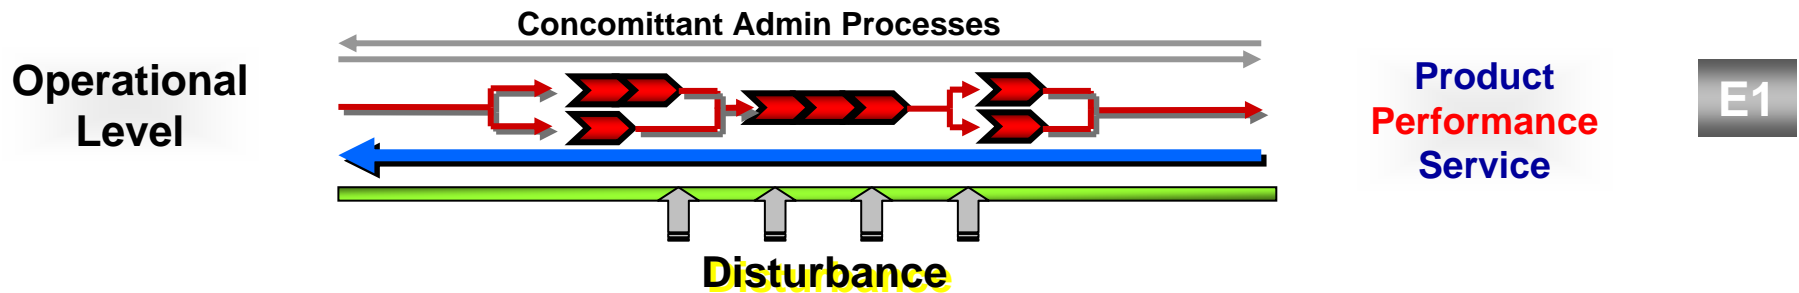 Concomittant Admin Processes
Operational
Level
Product
Performance
Service
E1
Disturbance